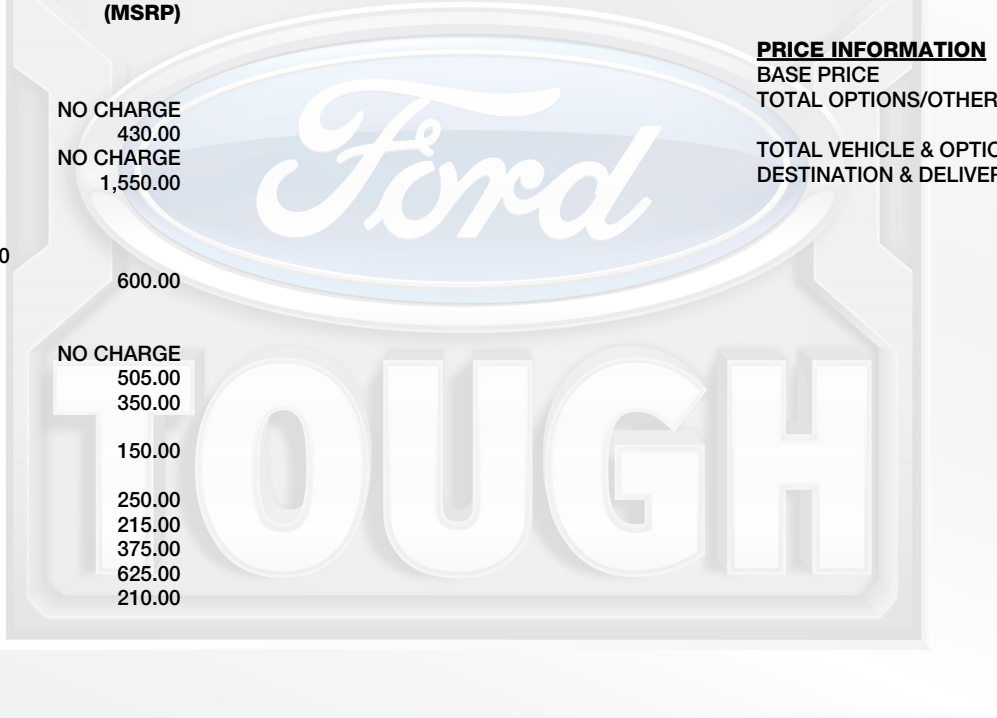 (MSRP)
NO CHARGE
430.00
NO CHARGE
1,550.00
0
600.00
NO CHARGE
505.00
350.00
150.00
250.00
215.00
375.00
625.00
210.00
PRICE INFORMATION
BASE PRICE
TOTAL OPTIONS/OTHER
TOTAL VEHICLE & OPTIO
DESTINATION & DELIVER
Ford
TOUGH